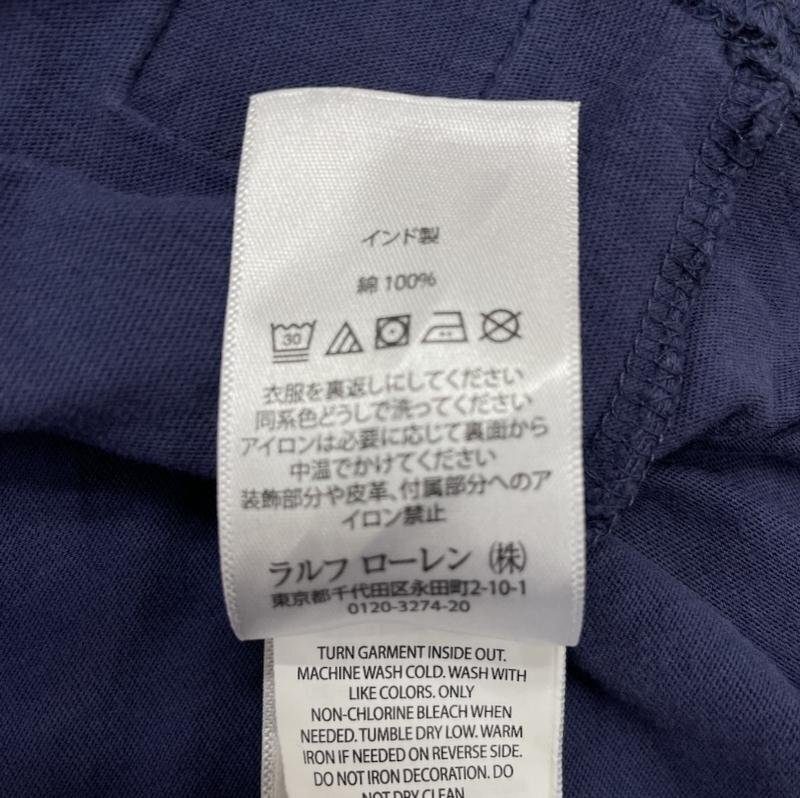 インド製
綿 100%
30
衣服を裏返しにしてください
同系色どうしで洗ってください
アイロンは必要に応じて裏面から
中温でかけてください
装飾部分や皮革、付属部分へのア
イロン禁止
ラルフ ローレン (株)
東京都千代田区永田町2-10-1
0120-3274-20
TURN GARMENT INSIDE OUT.
MACHINE WASH COLD. WASH WITH
LIKE COLORS. ONLY
NON-CHLORINE BLEACH WHEN
NEEDED. TUMBLE DRY LOW. WARM
IRON IF NEEDED ON REVERSE SIDE.
DO NOT IRON DECORATION. DO
NOT DRY CLEAN.